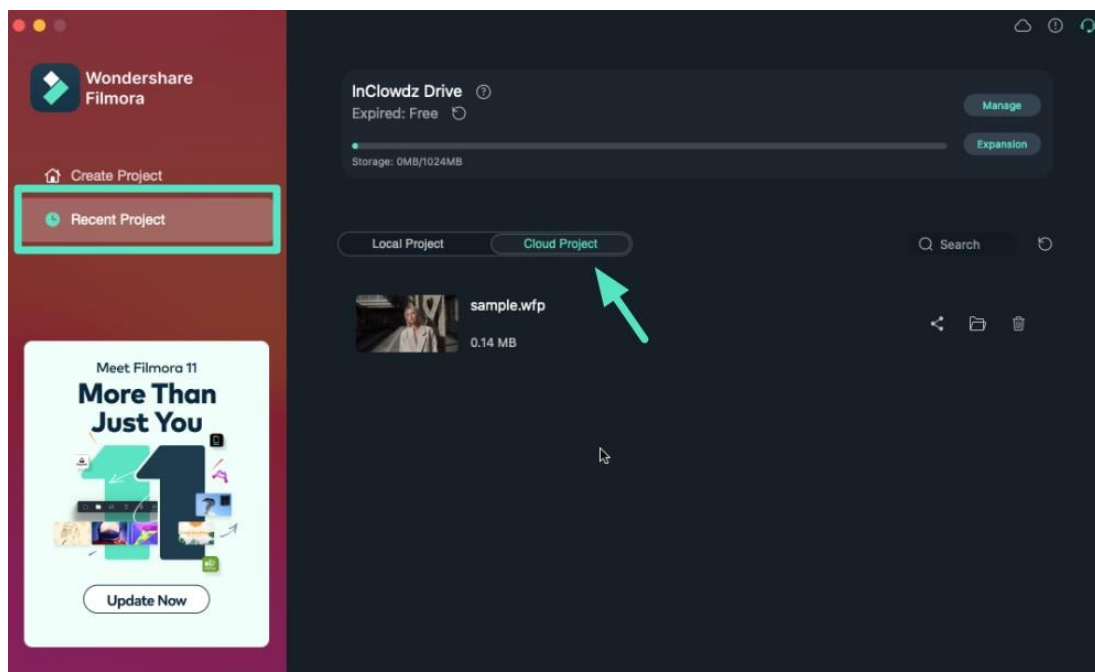 Wondershare
Filmora
Create Project
Recent Project
Meet Filmora 11
More Than
Just You
11
Update Now
InClowdz Drive
Expired: Free
Manage
Storage: 0MB/1024MB
Expansion
Local Project
Cloud Project
Search
sample.wfp
0.14 MB